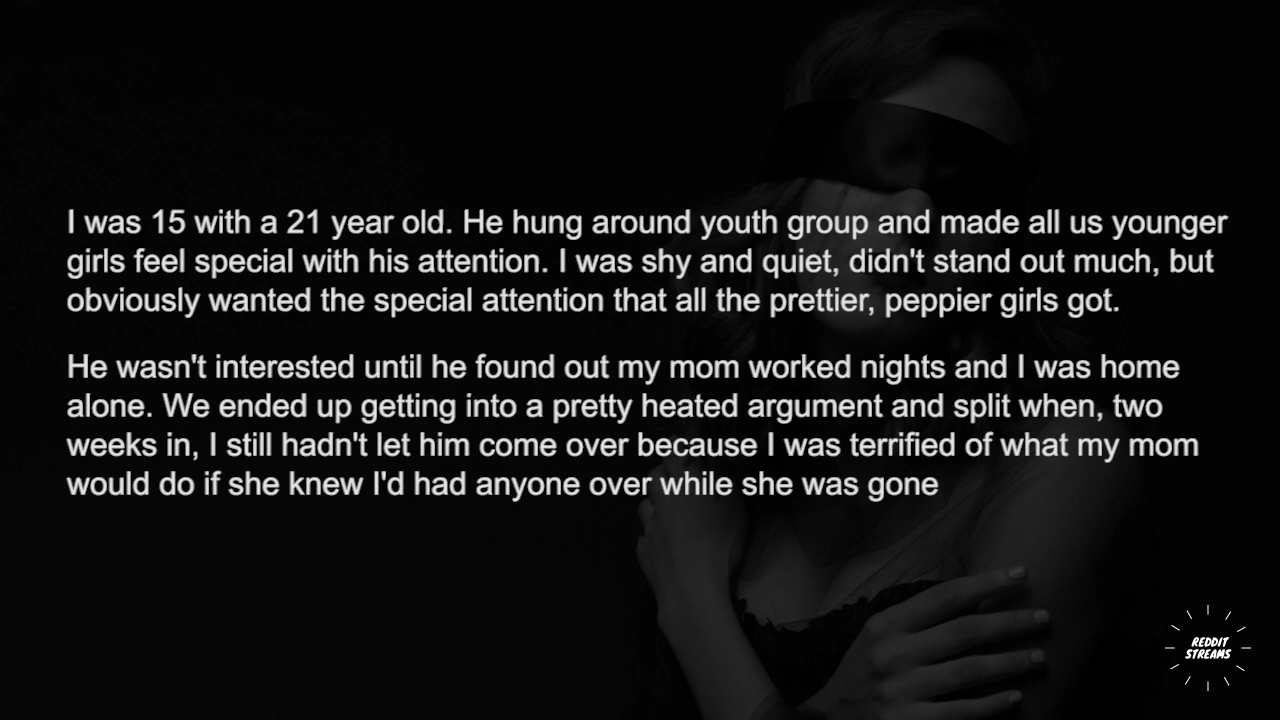 I was 15 with a 21 year old. He hung around youth group and made all us younger
girls feel special with his attention. I was shy and quiet, didn't stand out much, but
obviously wanted the special attention that all the prettier, peppier girls got.
He wasn't interested until he found out my mom worked nights and I was home
alone. We ended up getting into a pretty heated argument and split when, two
weeks in, I still hadn't let him come over because I was terrified of what my mom
would do if she knew I'd had anyone over while she was gone
REDDIT
STREAMS